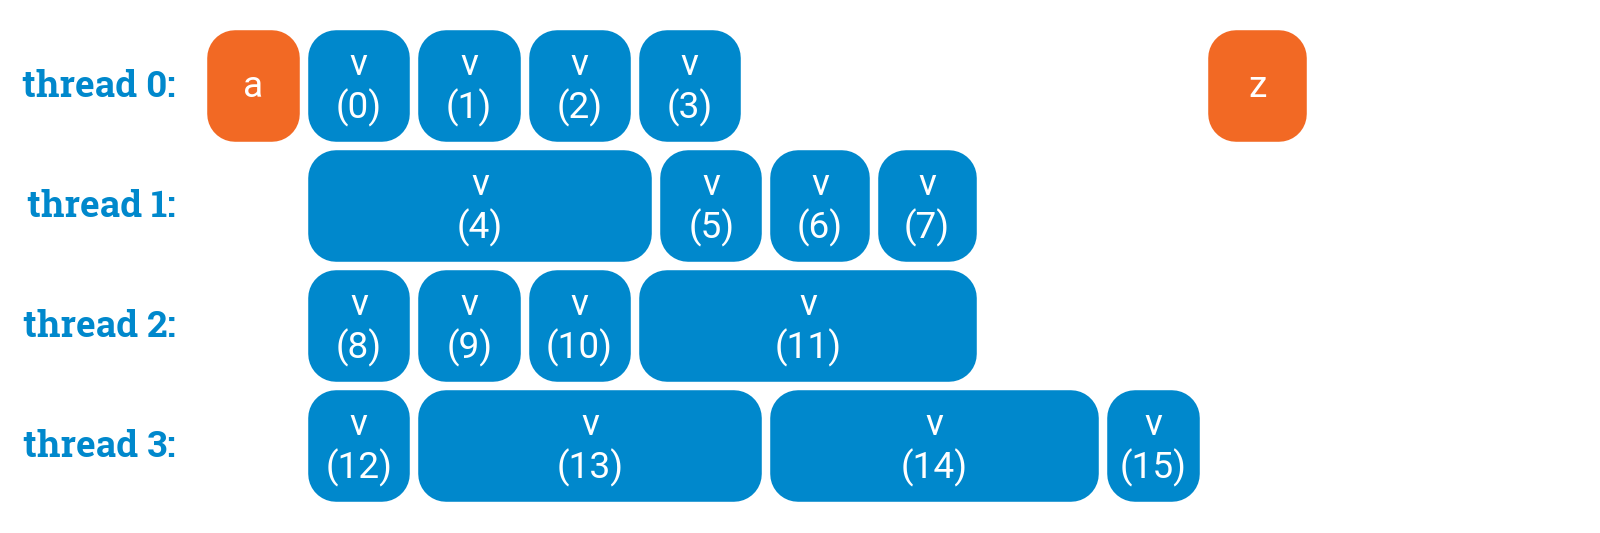 thread 0:
a
v
(0)
v
(1)
v
(2)
v
(3)
z
thread 1:
v
(4)
v
(5)
v
(6)
v
(7)
thread 2:
v
(8)
v
(9)
v
(10)
v
(11)
thread 3:
v
(12)
v
(13)
v
(14)
v
(15)